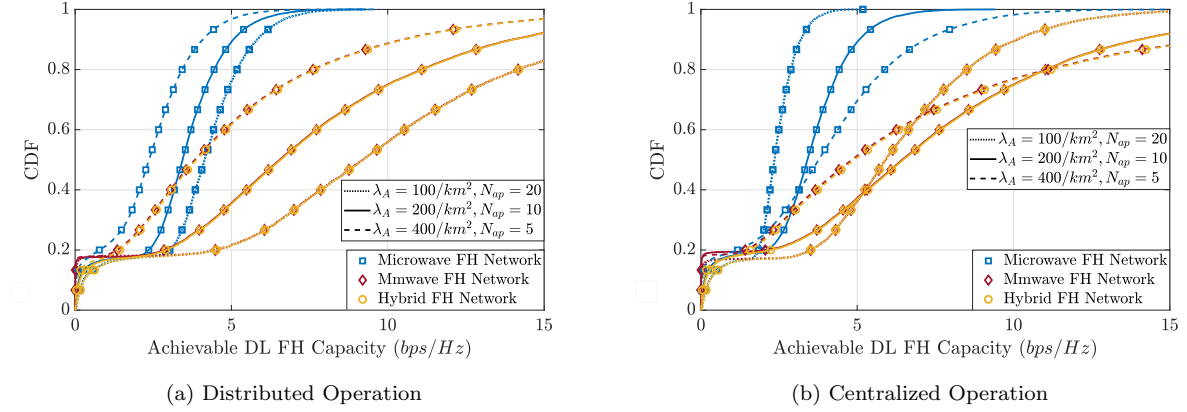 1
0.8
0.6
0.4
0.2
0
CDF
0 5 10 15
Achievable DL FH Capacity (bps/Hz)
λ_A = 100/km², N_ap = 20
λ_A = 200/km², N_ap = 10
λ_A = 400/km², N_ap = 5
Microwave FH Network
Mmwave FH Network
Hybrid FH Network
(a) Distributed Operation
1
0.8
0.6
0.4
0.2
0
CDF
0 5 10 15
Achievable DL FH Capacity (bps/Hz)
λ_A = 100/km², N_ap = 20
λ_A = 200/km², N_ap = 10
λ_A = 400/km², N_ap = 5
Microwave FH Network
Mmwave FH Network
Hybrid FH Network
(b) Centralized Operation